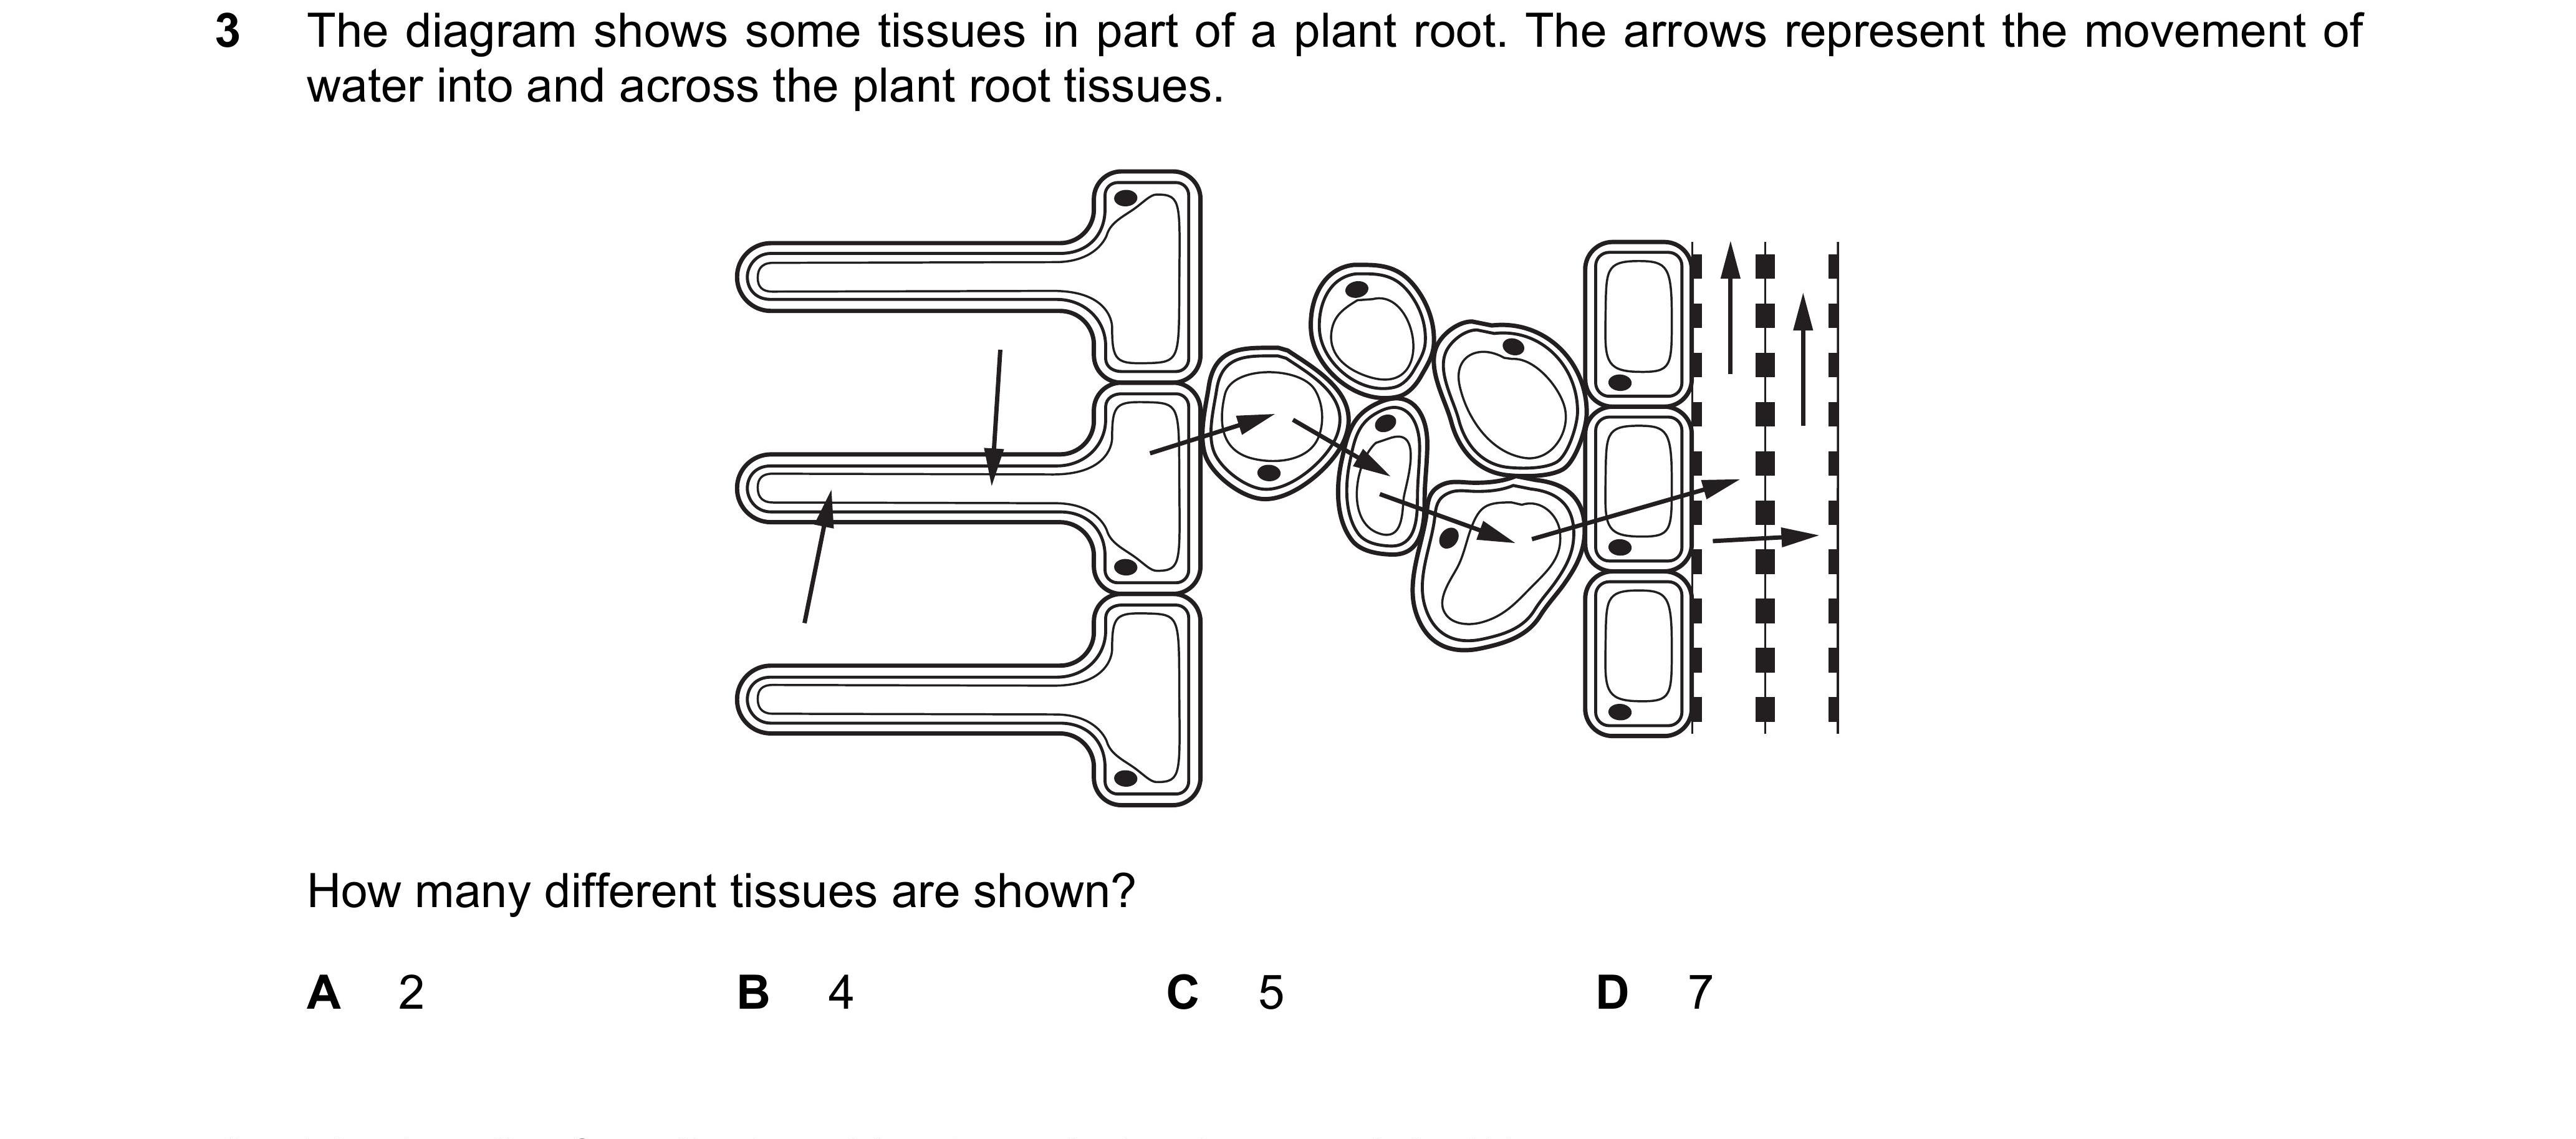 3 The diagram shows some tissues in part of a plant root. The arrows represent the movement of
water into and across the plant root tissues.
How many different tissues are shown?
A 2 B 4 C 5 D 7